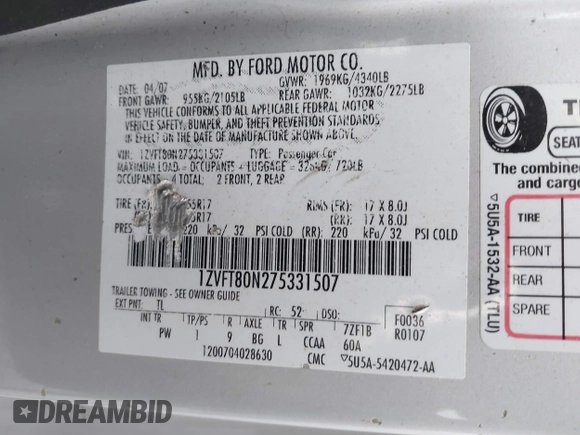 MFD. BY FORD MOTOR CO.
DATE 04/07 GVWR: 1969KG/4340LB
FRONT GAWR: 955KG/2105LB REAR GAWR: 1032KG/2275LB
THIS VEHICLE CONFORMS TO ALL APPLICABLE FEDERAL MOTOR
VEHICLE SAFETY, BUMPER, AND THEFT PREVENTION STANDARDS
IN EFFECT ON THE DATE OF MANUFACTURE SHOWN ABOVE.
VIN: 1ZVFT80N275331507 TYPE: Passenger Car
MAXIMUM LOAD = OCCUPANTS + LUGGAGE = 326KG/720LB
OCCUPANTS = 4 TOTAL: 2 FRONT, 2 REAR
TIRE (FR): 55R17 RIMS (FR): 17 X 8.0J
R17 (RR): 17 X 8.0J
PRES 220 kPa/ 32 PSI COLD (RR): 220 kPa/ 32 PSI COLD
1ZVFT80N275331507
TRAILER TOWING - SEE OWNER GUIDE
EXT PNT: TL RC: 52 DSO: F0036
INT TR TP/PS R AXLE TR SPR 7ZF1B R0107
PW I 9 BG L CCAA 60A
1200704028630 CMC ▽5U5A-5420472-AA
▽5U5A-1532-AA (TLU)
SEAT
The combined
and cargo
TIRE
FRONT
REAR
SPARE
DREAMBID